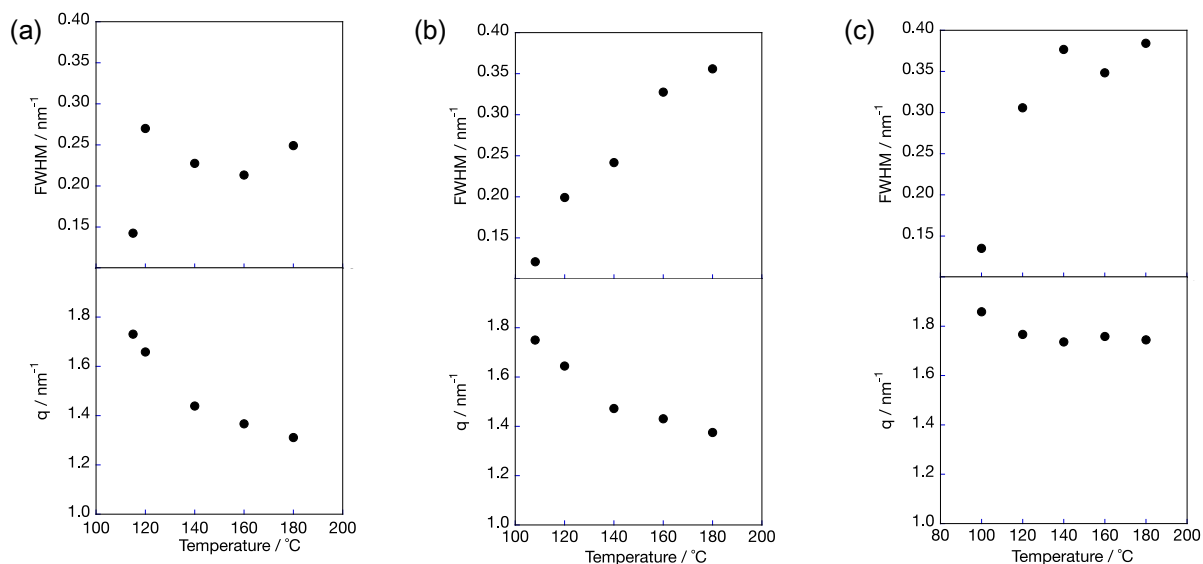 (a)
0.40
0.35
0.30
0.25
0.20
0.15
FWHM / nm⁻¹
1.8
1.6
1.4
1.2
1.0
q / nm⁻¹
100 120 140 160 180 200
Temperature / °C
(b)
0.40
0.35
0.30
0.25
0.20
0.15
FWHM / nm⁻¹
1.8
1.6
1.4
1.2
1.0
q / nm⁻¹
100 120 140 160 180 200
Temperature / °C
(c)
0.40
0.35
0.30
0.25
0.20
0.15
FWHM / nm⁻¹
1.8
1.6
1.4
1.2
1.0
q / nm⁻¹
80 100 120 140 160 180 200
Temperature / °C